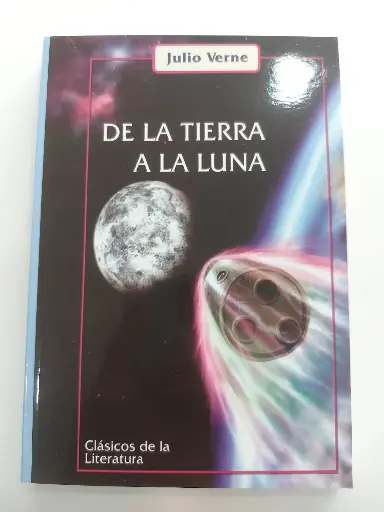 Julio Verne
DE LA TIERRA
A LA LUNA
Clásicos de la
Literatura